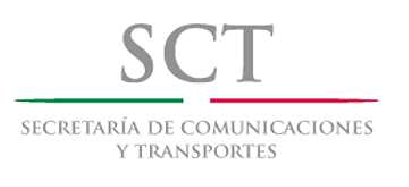 SCT
SECRETARÍA DE COMUNICACIONES
Y TRANSPORTES